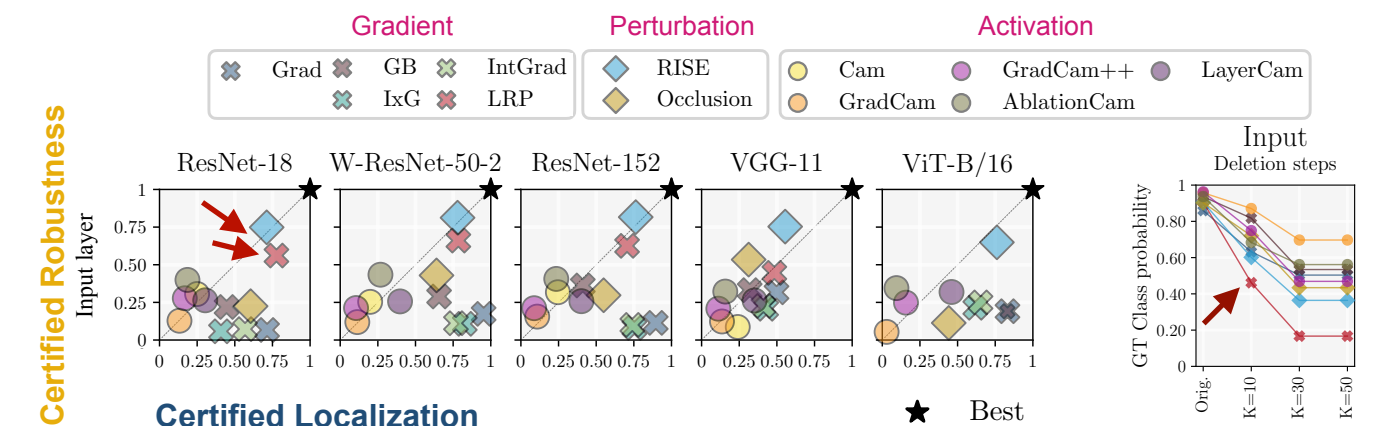 Gradient Perturbation Activation
Grad GB IntGrad RISE Cam GradCam++ LayerCam
IxG LRP Occlusion GradCam AblationCam
Certified Robustness
Input layer
ResNet-18 W-ResNet-50-2 ResNet-152 VGG-11 ViT-B/16
1
0.75
0.50
0.25
0
0 0.25 0.50 0.75 1
0 0.25 0.50 0.75 1
0 0.25 0.50 0.75 1
0 0.25 0.50 0.75 1
0 0.25 0.50 0.75 1
Certified Localization
Best
Input
Deletion steps
GT Class probability
1
0.80
0.60
0.40
0.20
0
Orig.
K=10
K=30
K=50